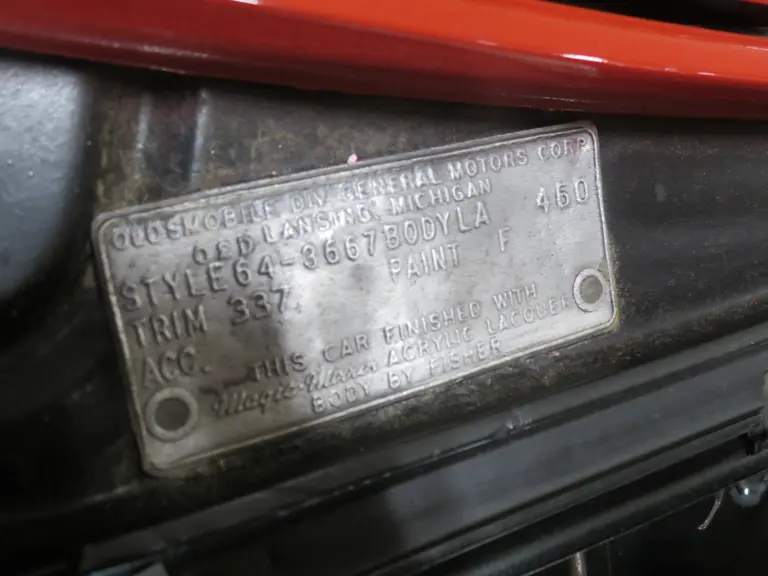 OLDSMOBILE DIV GENERAL MOTORS CORP
LANSING, MICHIGAN
STYLE 64-3667 BODY LA 460
TRIM 337 PAINT F
ACC.
THIS CAR FINISHED WITH
Magic-Mirror ACRYLIC LACQUER
BODY BY FISHER